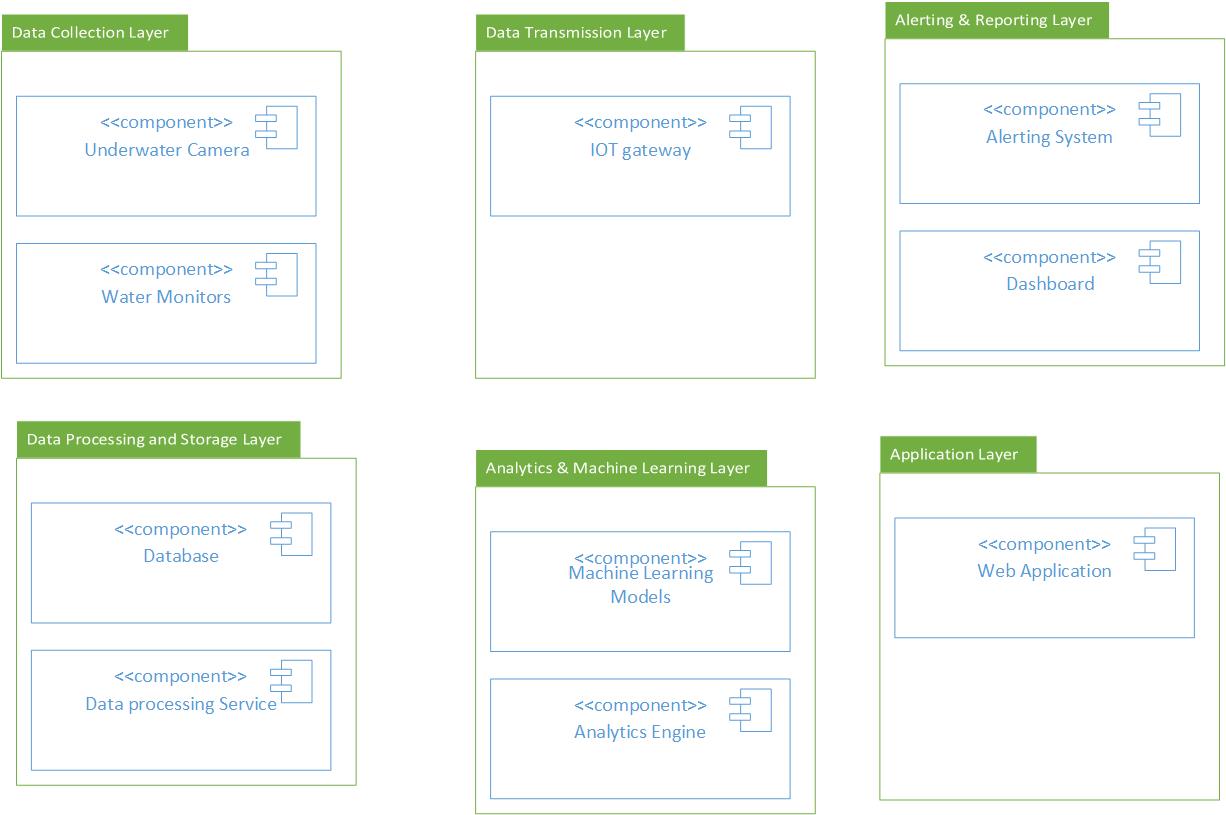 Data Collection Layer
<<component>>
Underwater Camera
<<component>>
Water Monitors
Data Transmission Layer
<<component>>
IOT gateway
Alerting & Reporting Layer
<<component>>
Alerting System
<<component>>
Dashboard
Data Processing and Storage Layer
<<component>>
Database
<<component>>
Data processing Service
Analytics & Machine Learning Layer
<<component>>
Machine Learning
Models
<<component>>
Analytics Engine
Application Layer
<<component>>
Web Application